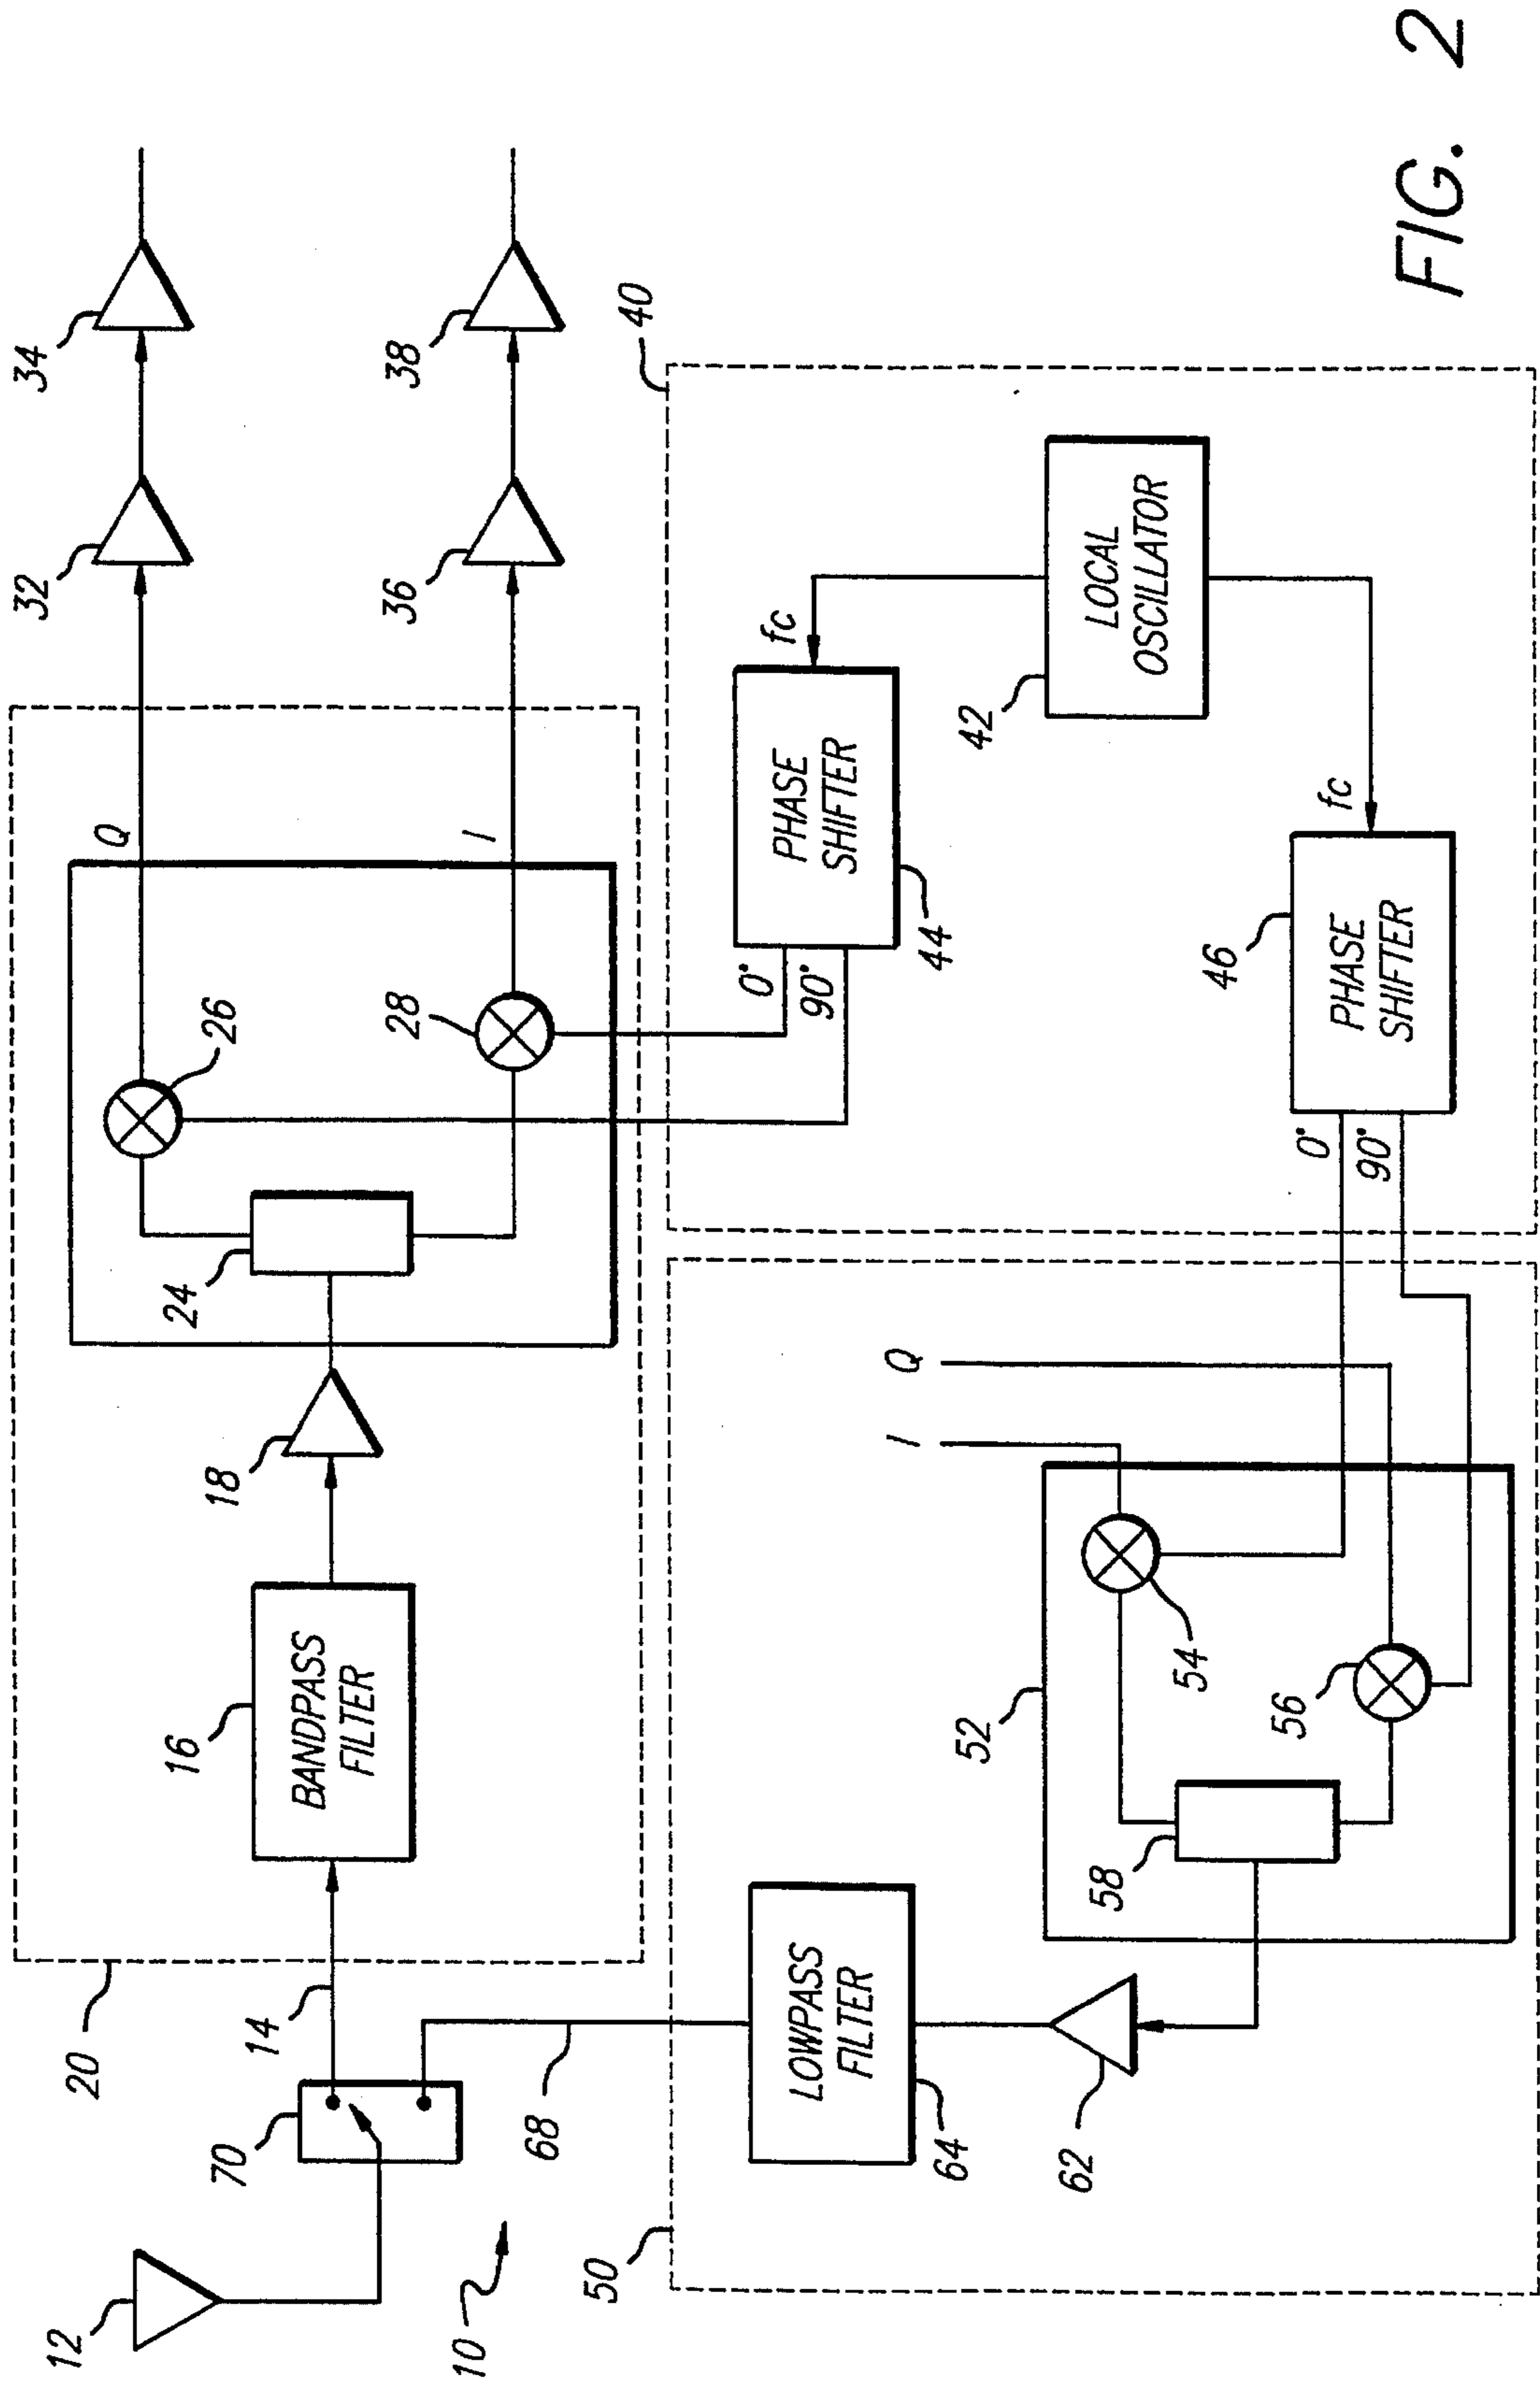 12
10
70
20
14
68
16
BANDPASS
FILTER
18
24
26
28
Q
I
32
34
36
38
50
64
LOWPASS
FILTER
62
52
58
54
56
I
Q
40
0°
90°
44
PHASE
SHIFTER
fc
42
LOCAL
OSCILLATOR
0°
90°
46
PHASE
SHIFTER
fc
FIG. 2